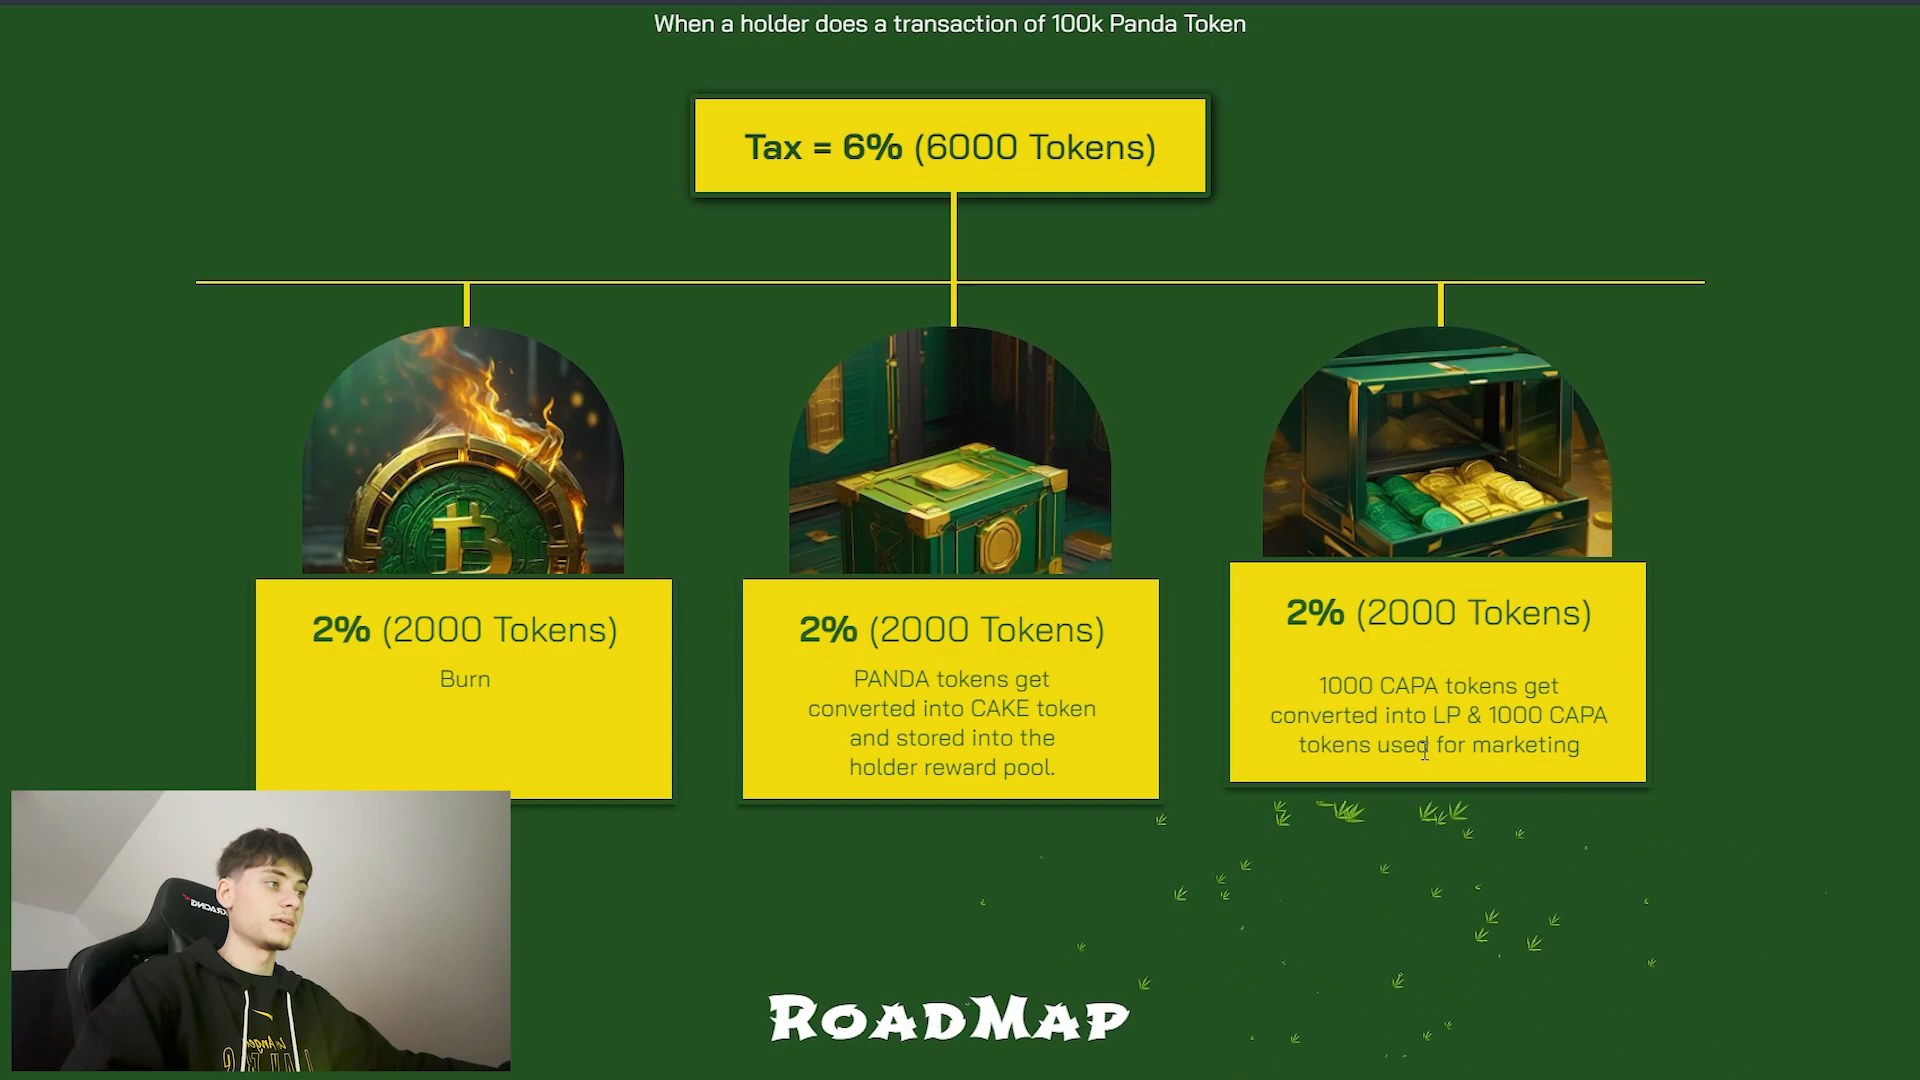 When a holder does a transaction of 100k Panda Token
Tax = 6% (6000 Tokens)
2% (2000 Tokens)
Burn
2% (2000 Tokens)
PANDA tokens get
converted into CAKE token
and stored into the
holder reward pool.
2% (2000 Tokens)
1000 CAPA tokens get
converted into LP & 1000 CAPA
tokens used for marketing
ROADMAP